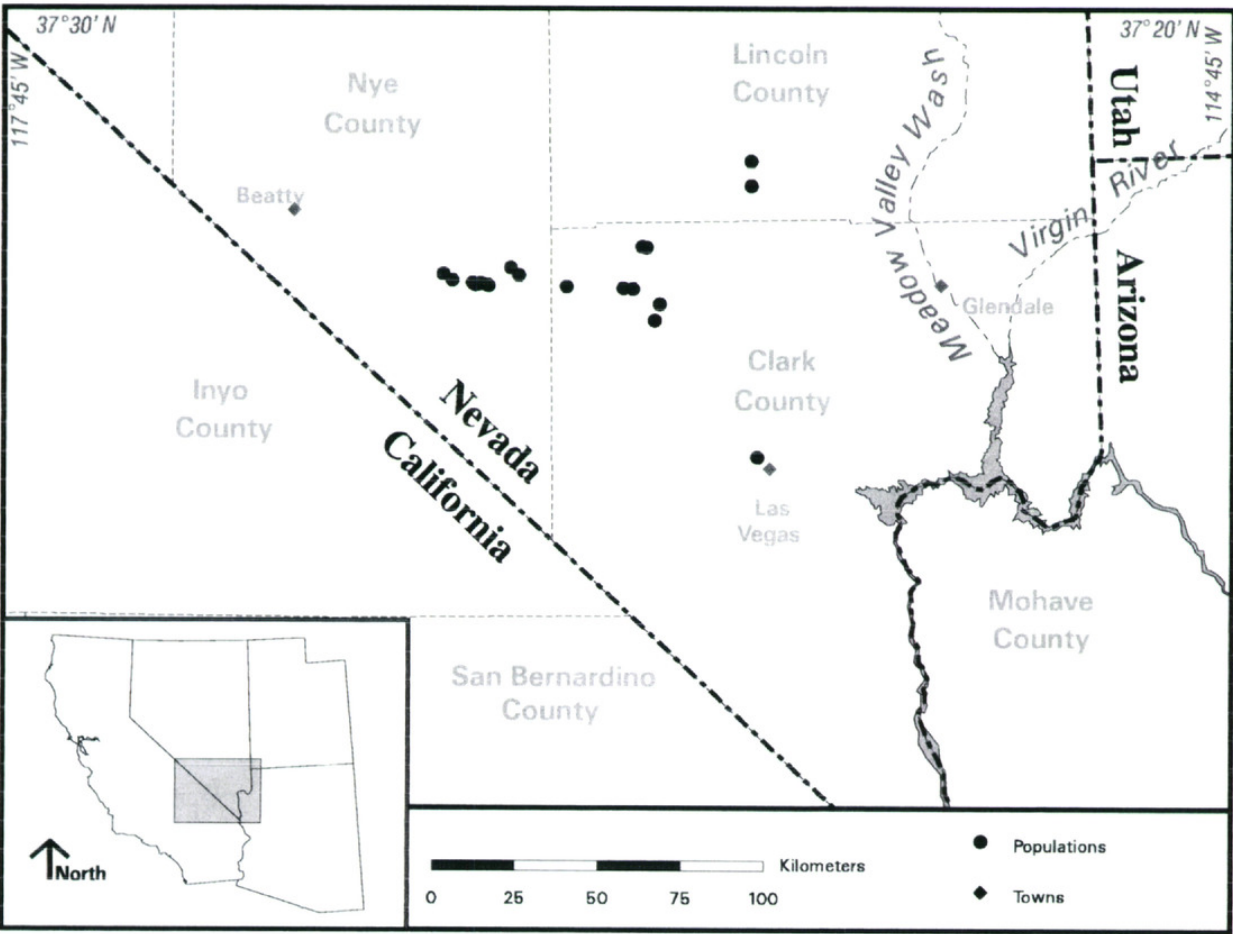 37°30' N
117°45' W
Nye
County
Lincoln
County
Meadow Valley Wash
37°20' N
114°45' W
Utah
Beatty
Virgin River
Arizona
Glendale
Inyo
County
Clark
County
Nevada
California
Las
Vegas
Mohave
County
San Bernardino
County
North
Kilometers
0 25 50 75 100
Populations
Towns